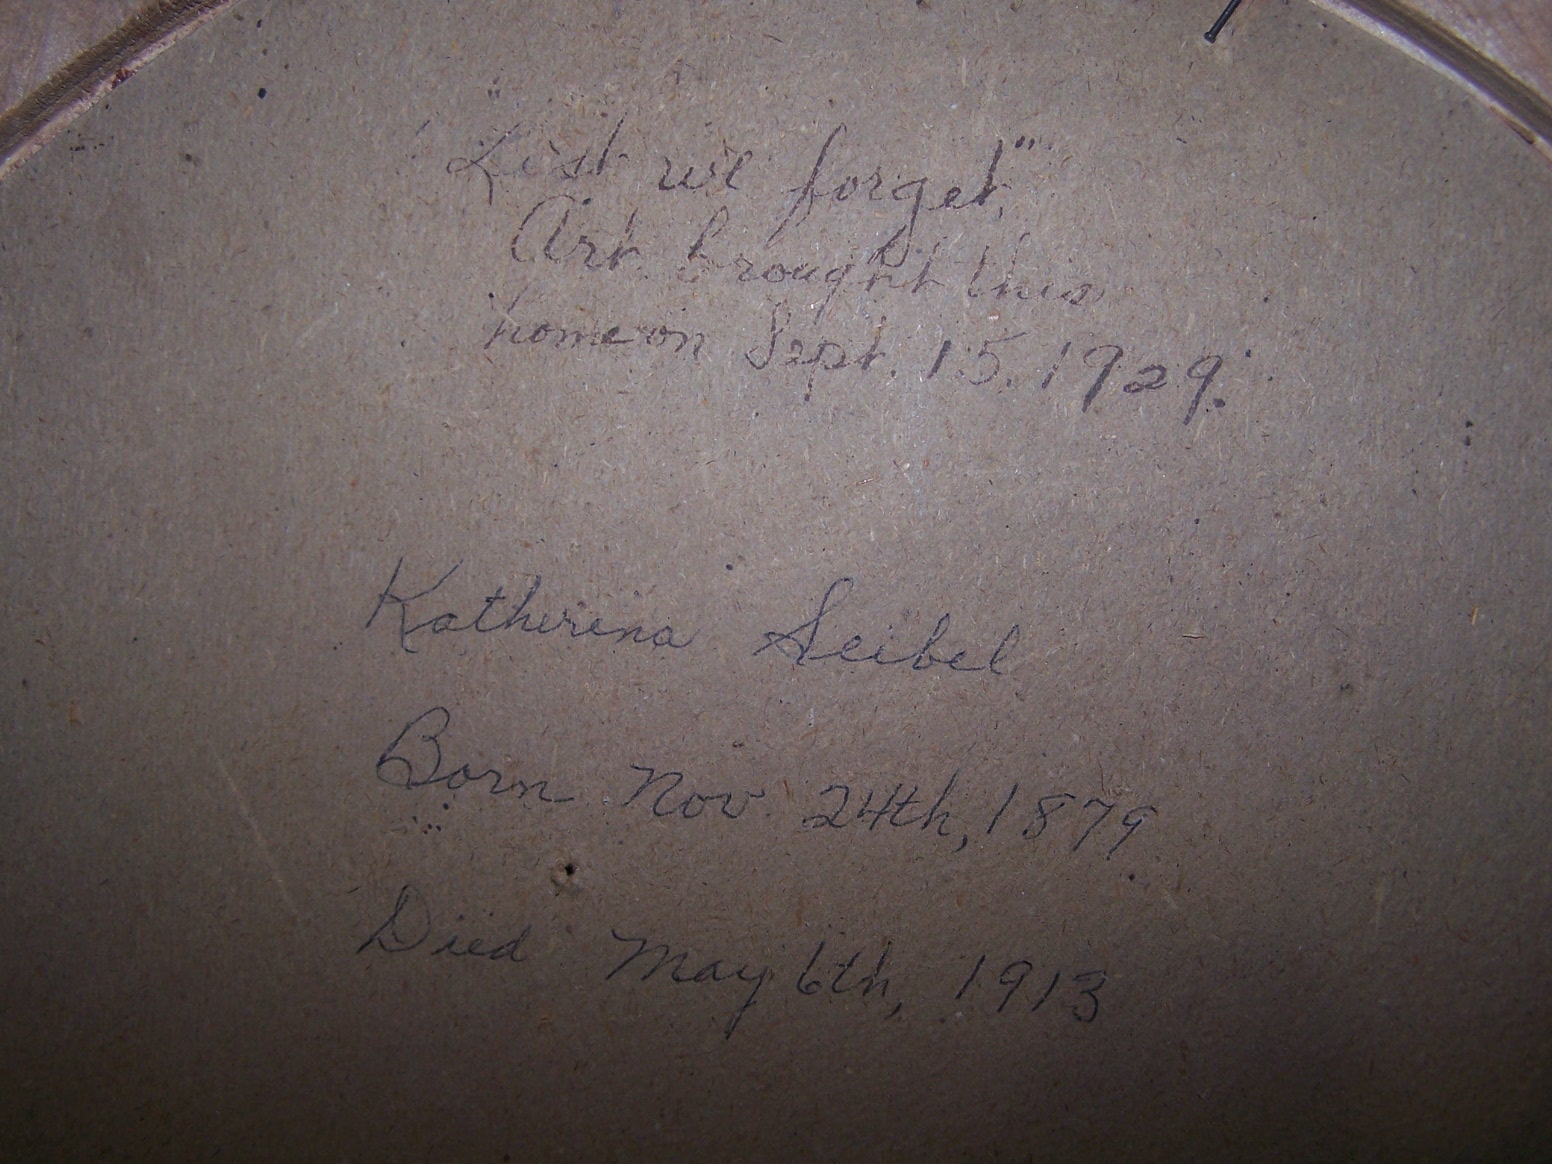 "Lest we forget,"
Art brought this
home on Sept. 15, 1929.
Katherina Seibel
Born Nov. 24th, 1879
Died May 6th, 1913